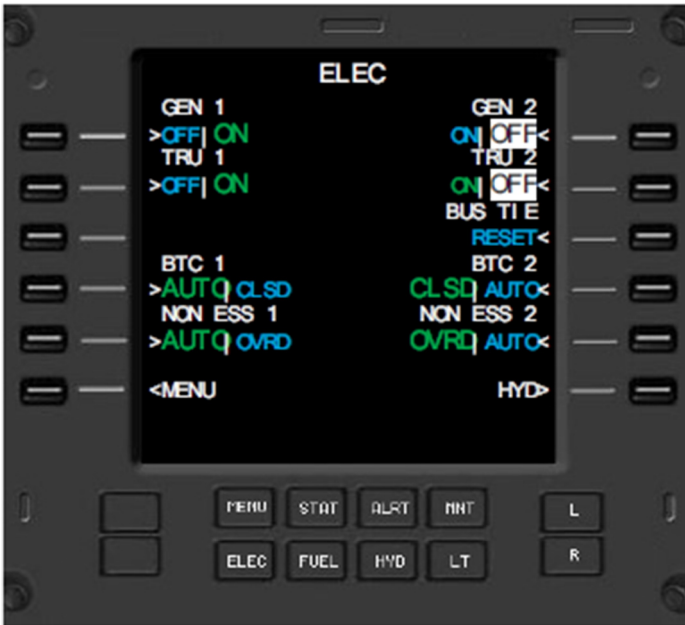 ELEC
GEN 1 GEN 2
>OFF| ON ON| OFF<
TRU 1 TRU 2
>OFF| ON ON| OFF<
BUS TIE
RESET<
BTC 1 BTC 2
>AUTO| CLSD CLSD| AUTO<
NON ESS 1 NON ESS 2
>AUTO| OVRD OVRD| AUTO<
<MENU HYD>
MENU STAT ALRT MNT L
ELEC FUEL HYD LT R